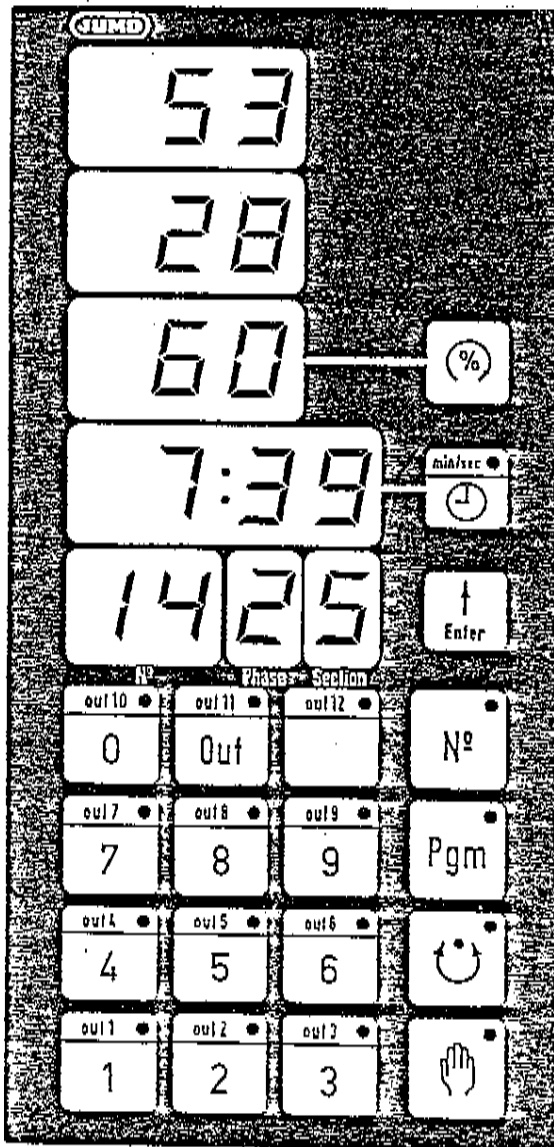 JUMO
53
28
60
%
7:39
min/sec
14 2 5
Enter
Nº Phase Section
out10 out11 out12
0 Out Nº
out7 out8 out9
7 8 9 Pgm
out4 out5 out6
4 5 6
out1 out2 out3
1 2 3